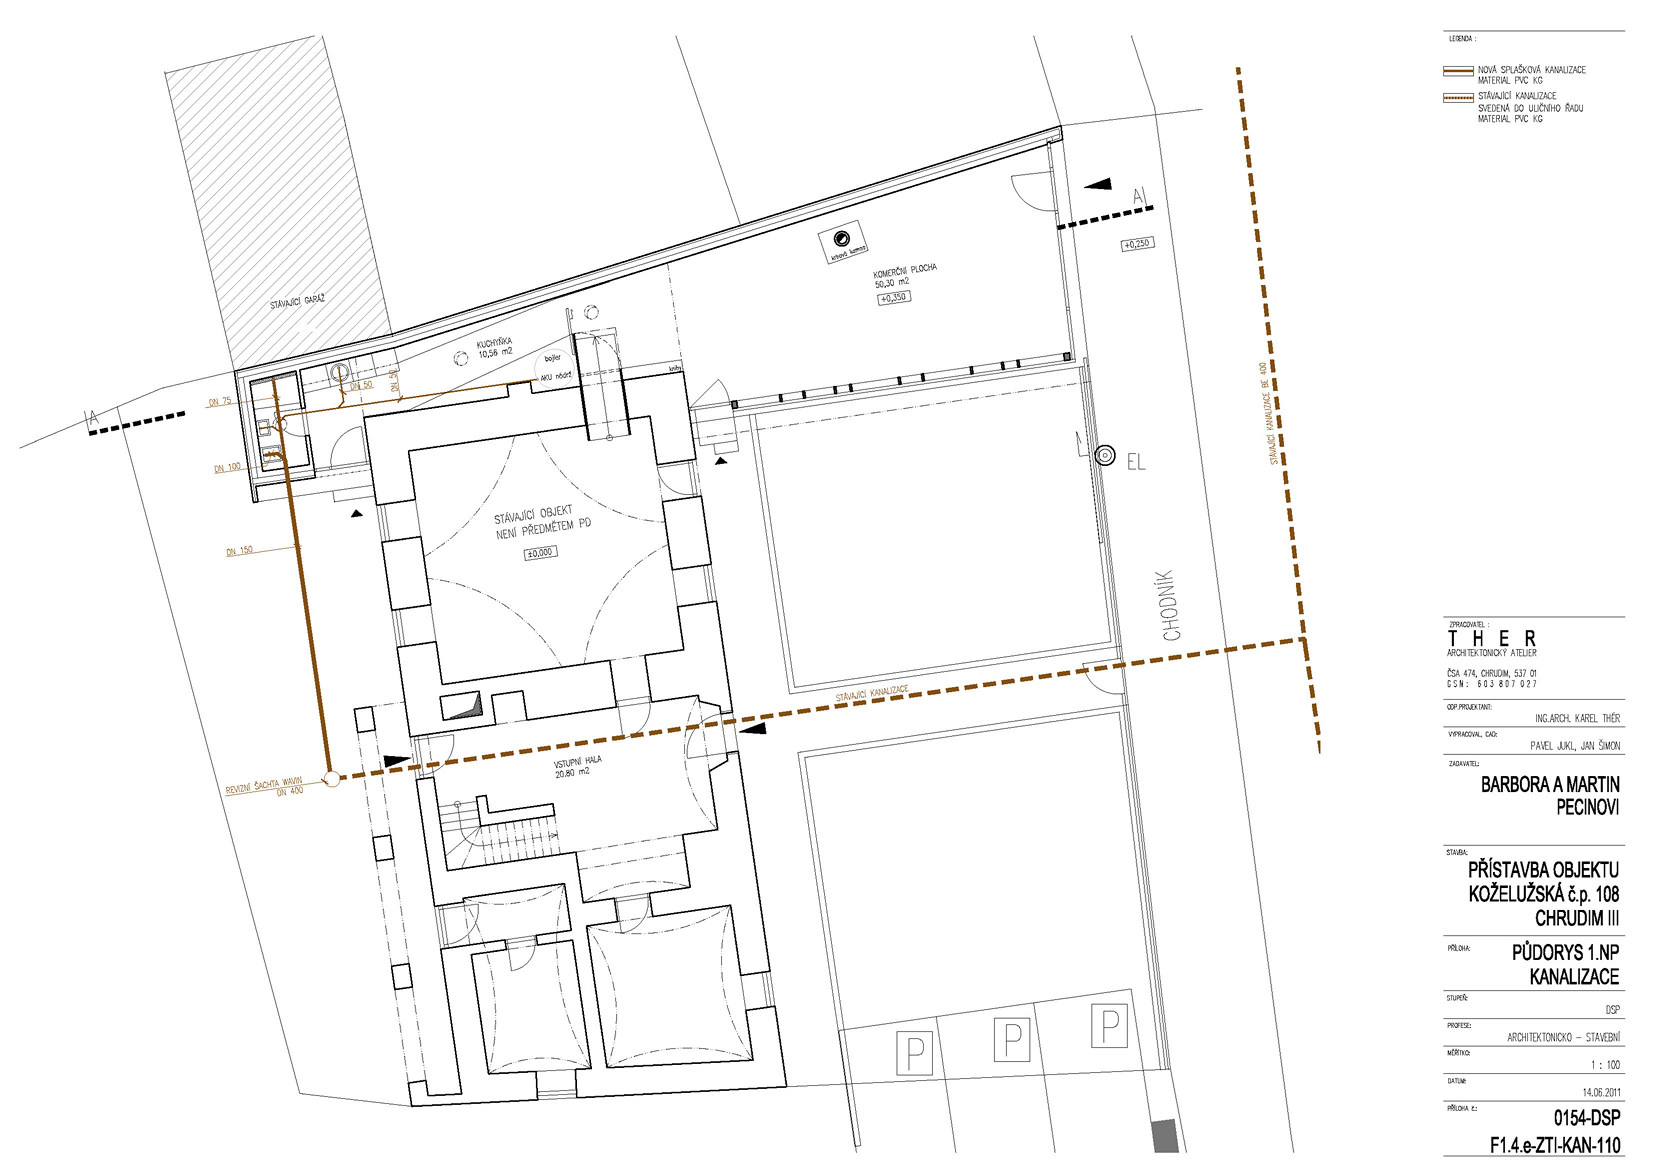 LEGENDA :
NOVÁ SPLAŠKOVÁ KANALIZACE
MATERIAL PVC KG
STÁVAJÍCÍ KANALIZACE
SVEDENÁ DO ULIČNÍHO ŘADU
MATERIAL PVC KG
A
+0,250
krbová kamna
KOMERČNÍ PLOCHA
50,30 m2
+0,350
STÁVAJÍCÍ GARÁŽ
KUCHYŇKA
10,56 m2
bojler
AKU nádrž
knihy
DN 50
DN 50
DN 75
A
DN 100
STÁVAJÍCÍ KANALIZACE BE 400
EL
STÁVAJÍCÍ OBJEKT
NENÍ PŘEDMĚTEM PD
±0,000
DN 150
CHODNÍK
STÁVAJÍCÍ KANALIZACE
VSTUPNÍ HALA
20.80 m2
REVIZNÍ ŠACHTA WAVIN
DN 400
P
P
P
ZPRACOVATEL :
THER
ARCHITEKTONICKÝ ATELIER
ČSA 474, CHRUDIM, 537 01
GSN: 603 807 027
ODP.PROJEKTANT:
ING.ARCH. KAREL THÉR
VYPRACOVAL, CAD:
PAVEL JUKL, JAN ŠIMON
ZADAVATEL:
BARBORA A MARTIN
PECINOVI
STAVBA:
PŘÍSTAVBA OBJEKTU
KOŽELUŽSKÁ č.p. 108
CHRUDIM III
PŘÍLOHA:
PŮDORYS 1.NP
KANALIZACE
STUPEŇ:
DSP
PROFESE:
ARCHITEKTONICKO – STAVEBNÍ
MĚŘÍTKO:
1 : 100
DATUM:
14.06.2011
PŘÍLOHA č.:
0154-DSP
F1.4.e-ZTI-KAN-110